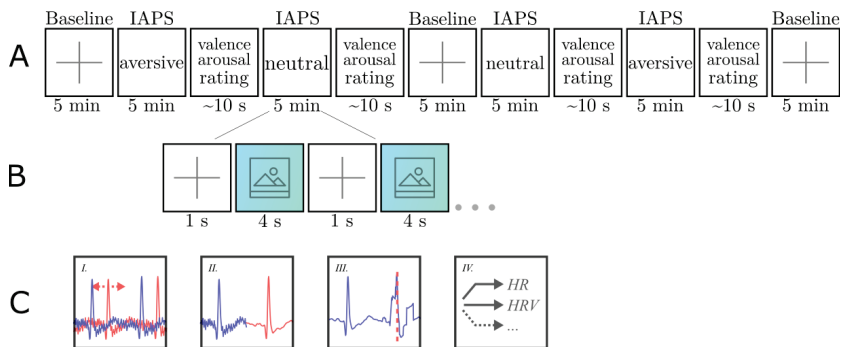 Baseline IAPS IAPS Baseline IAPS IAPS Baseline
A
aversive
valence
arousal
rating
neutral
valence
arousal
rating
neutral
valence
arousal
rating
aversive
valence
arousal
rating
5 min 5 min ~10 s 5 min ~10 s 5 min 5 min ~10 s 5 min ~10 s 5 min
B
1 s 4 s 1 s 4 s
C
I.
II.
III.
IV.
HR
HRV
...